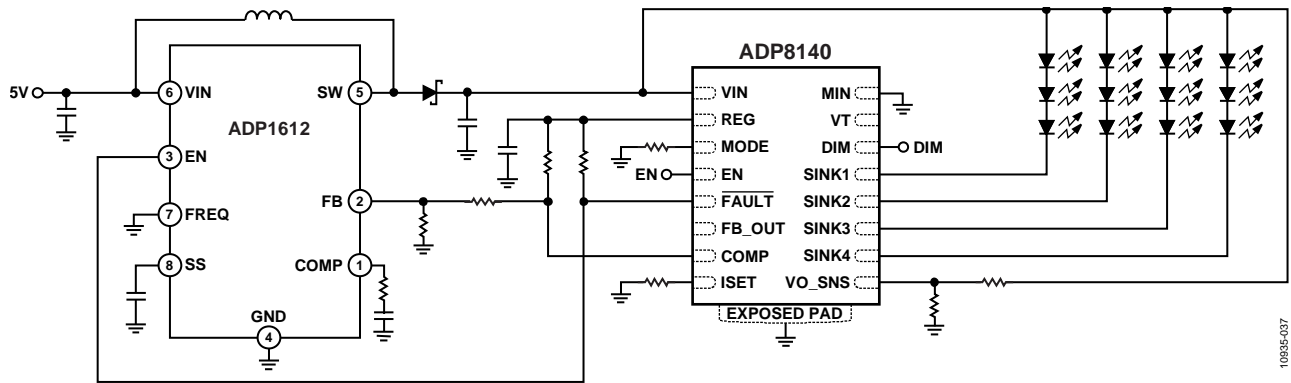 ADP8140
5V
6 VIN
SW 5
ADP1612
3 EN
7 FREQ
FB 2
8 SS
COMP 1
GND
4
VIN
REG
MODE
EN
EN
FAULT
FB_OUT
COMP
ISET
MIN
VT
DIM
DIM
SINK1
SINK2
SINK3
SINK4
VO_SNS
EXPOSED PAD
10935-037